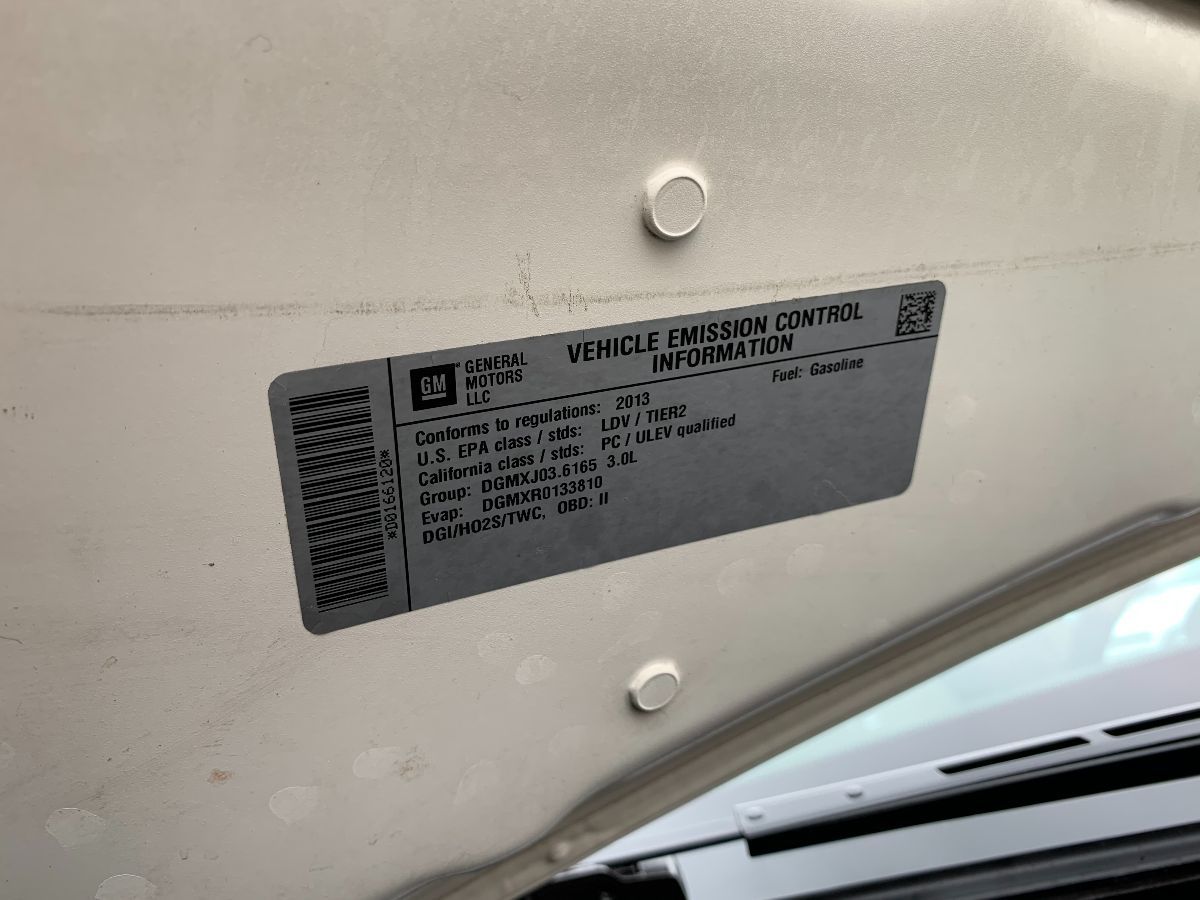 GM
GENERAL
MOTORS
LLC
VEHICLE EMISSION CONTROL
INFORMATION
Fuel: Gasoline
Conforms to regulations: 2013
U.S. EPA class / stds: LDV / TIER2
California class / stds: PC / ULEV qualified
Group: DGMXJ03.6165 3.0L
Evap: DGMXR0133810
DGI/HO2S/TWC, OBD: II
*D0166120*